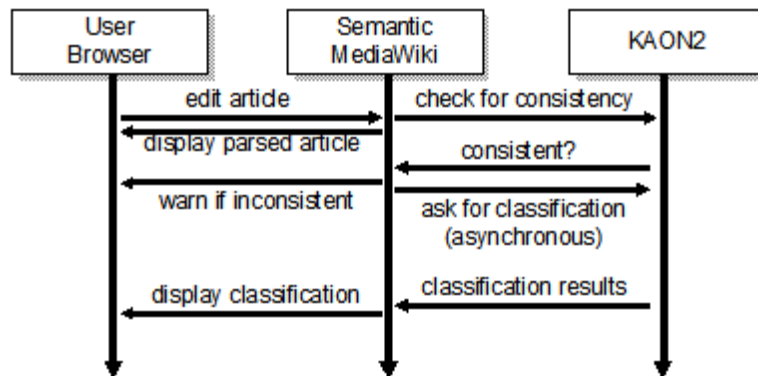 User
Browser
Semantic
MediaWiki
KAON2
edit article
check for consistency
display parsed article
consistent?
warn if inconsistent
ask for classification
(asynchronous)
display classification
classification results